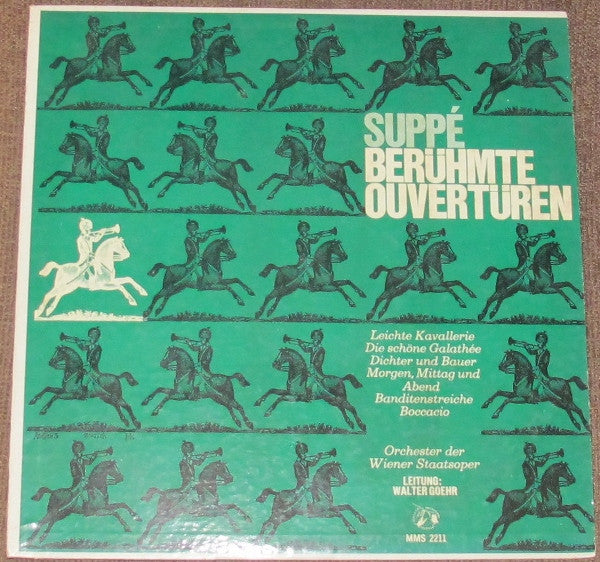 SUPPÉ
BERÜHMTE
OUVERTÜREN
Leichte Kavallerie
Die schöne Galathée
Dichter und Bauer
Morgen, Mittag und
Abend
Banditenstreiche
Boccacio
Orchester der
Wiener Staatsoper
LEITUNG:
WALTER GOEHR
MMS 2211